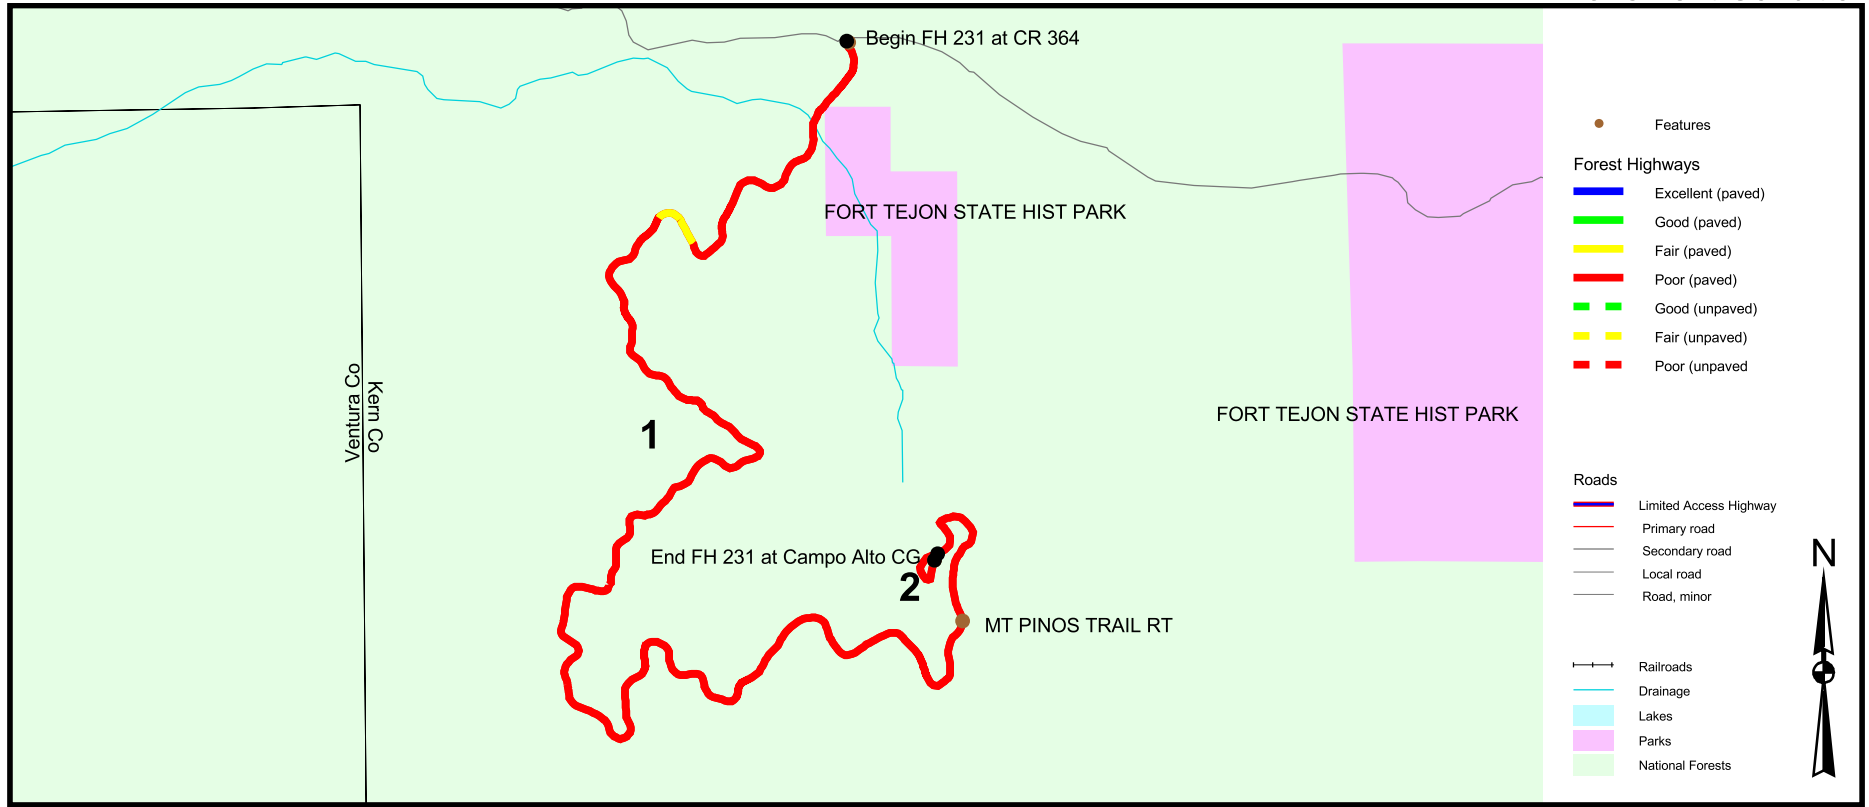 Begin FH 231 at CR 364
FORT TEJON STATE HIST PARK
FORT TEJON STATE HIST PARK
Ventura Co
Kern Co
1
End FH 231 at Campo Alto CG
2
MT PINOS TRAIL RT
Features
Forest Highways
Excellent (paved)
Good (paved)
Fair (paved)
Poor (paved)
Good (unpaved)
Fair (unpaved)
Poor (unpaved
Roads
Limited Access Highway
Primary road
Secondary road
Local road
Road, minor
Railroads
Drainage
Lakes
Parks
National Forests
N